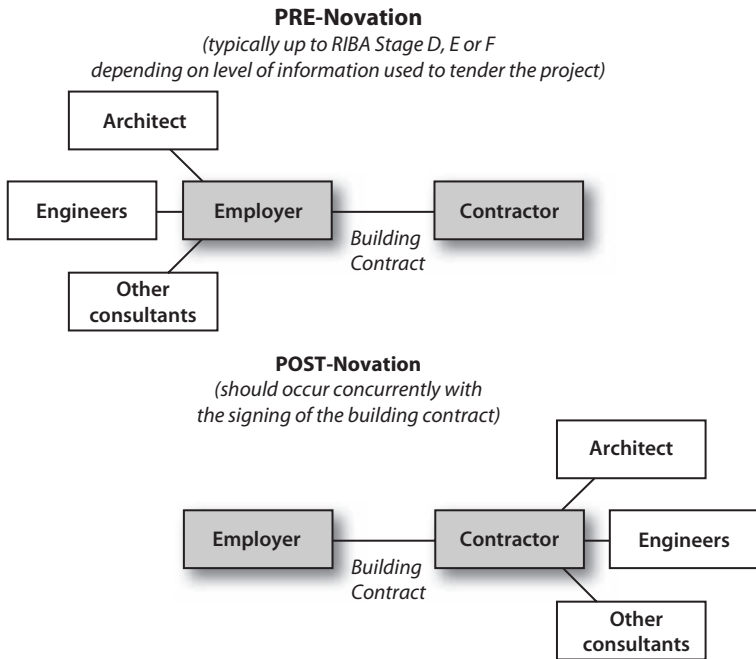 PRE-Novation
(typically up to RIBA Stage D, E or F
depending on level of information used to tender the project)
Architect
Engineers
Employer
Contractor
Building
Contract
Other
consultants
POST-Novation
(should occur concurrently with
the signing of the building contract)
Architect
Employer
Contractor
Engineers
Building
Contract
Other
consultants